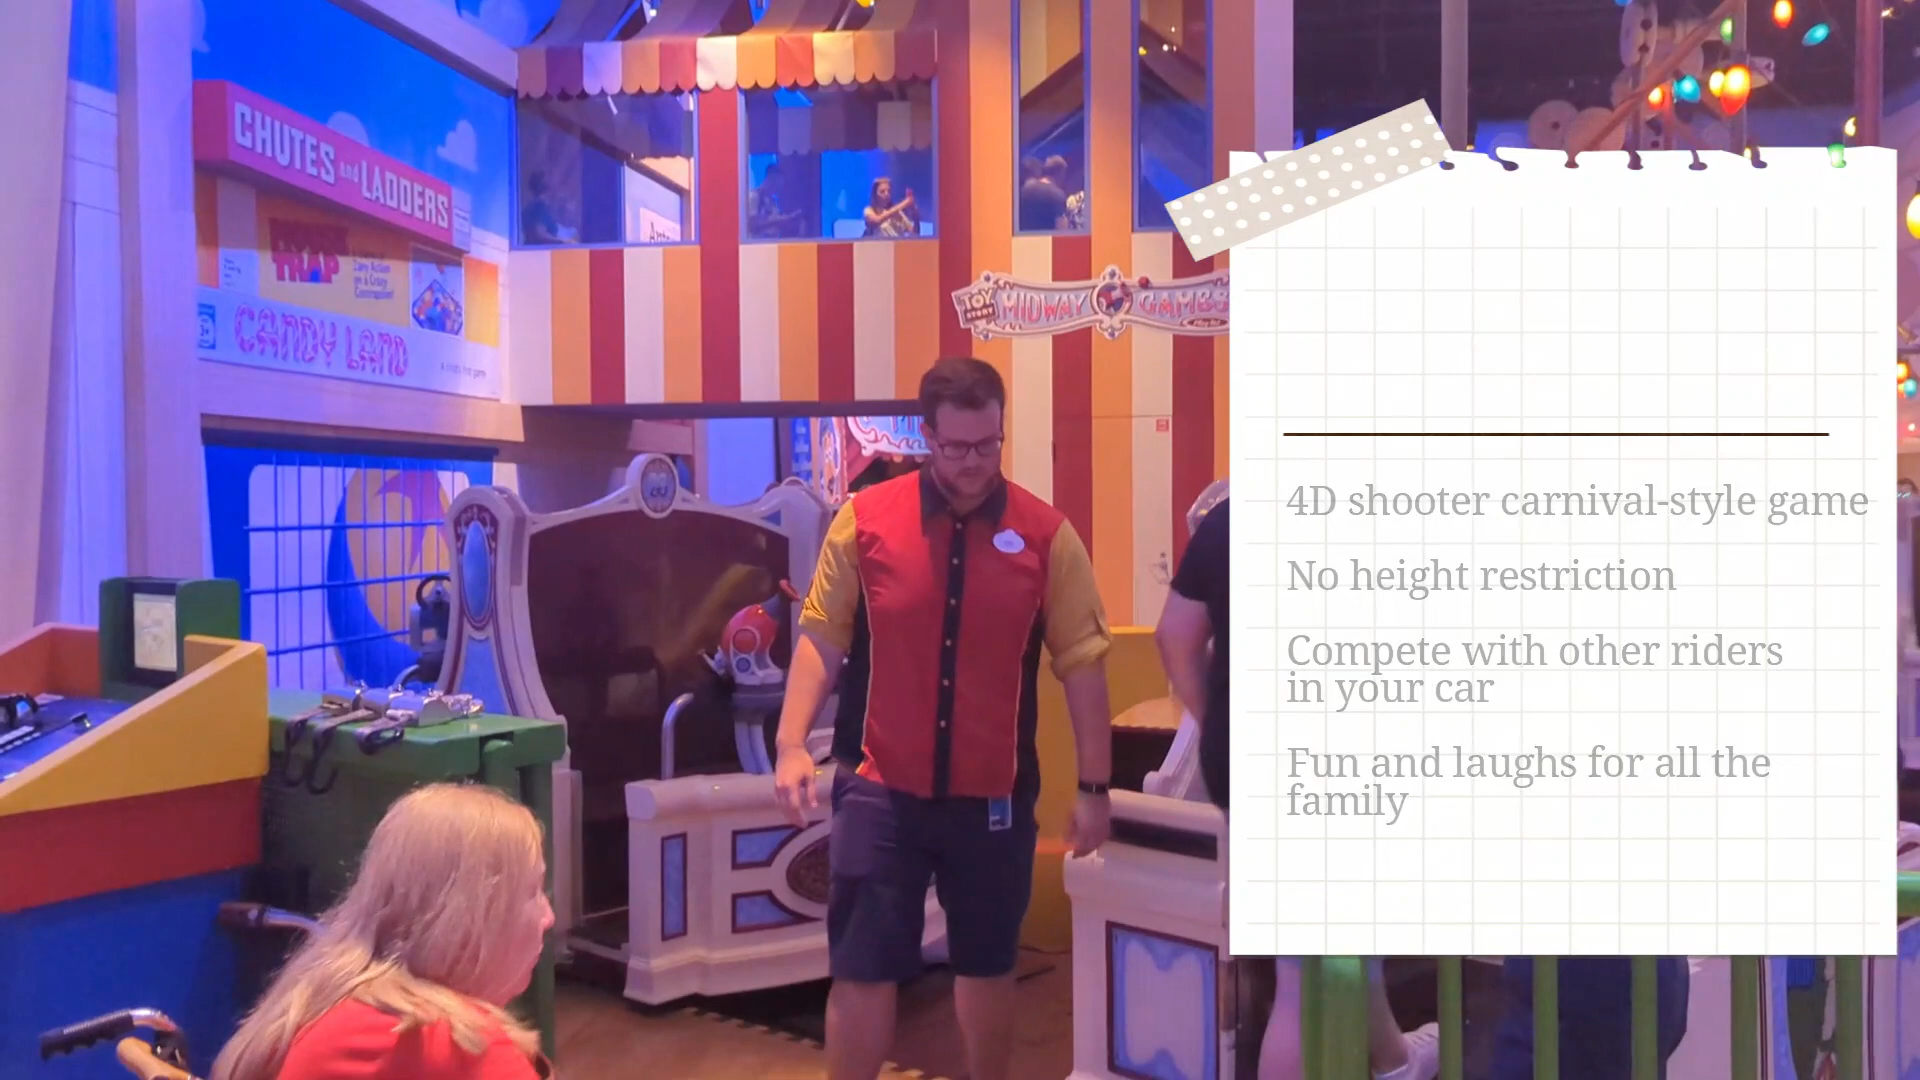 CHUTES and LADDERS
TRAP
CANDY LAND
TOY STORY MIDWAY GAMES
4D shooter carnival-style game
No height restriction
Compete with other riders
in your car
Fun and laughs for all the
family